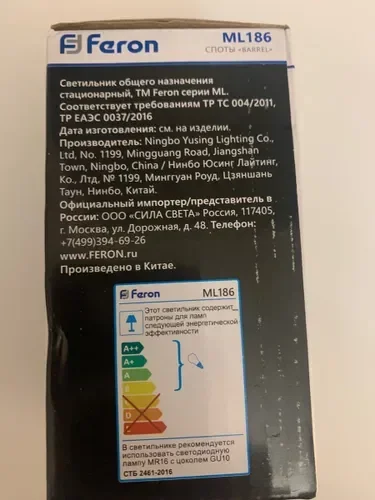 Feron ML186
СПОТЫ «BARREL»
Светильник общего назначения
стационарный, ТМ Feron серии ML.
Соответствует требованиям ТР ТС 004/2011,
ТР ЕАЭС 0037/2016
Дата изготовления: см. на изделии.
Производитель: Ningbo Yusing Lighting Co.,
Ltd, No. 1199, Mingguang Road, Jiangshan
Town, Ningbo, China / Нинбо Юсинг Лайтинг,
Ко., Лтд, № 1199, Мингуан Роуд, Цзяншань
Таун, Нинбо, Китай.
Официальный импортер/представитель в
России: ООО «СИЛА СВЕТА» Россия, 117405,
г. Москва, ул. Дорожная, д. 48. Телефон:
+7(499)394-69-26
www.FERON.ru
Произведено в Китае.
Feron ML186
Этот светильник содержит
патроны для ламп
следующей энергетической
эффективности
A++
A+
A
B
C
D
E
В светильнике рекомендуется
использовать светодиодную
лампу MR16 с цоколем GU10
СТБ 2461-2016